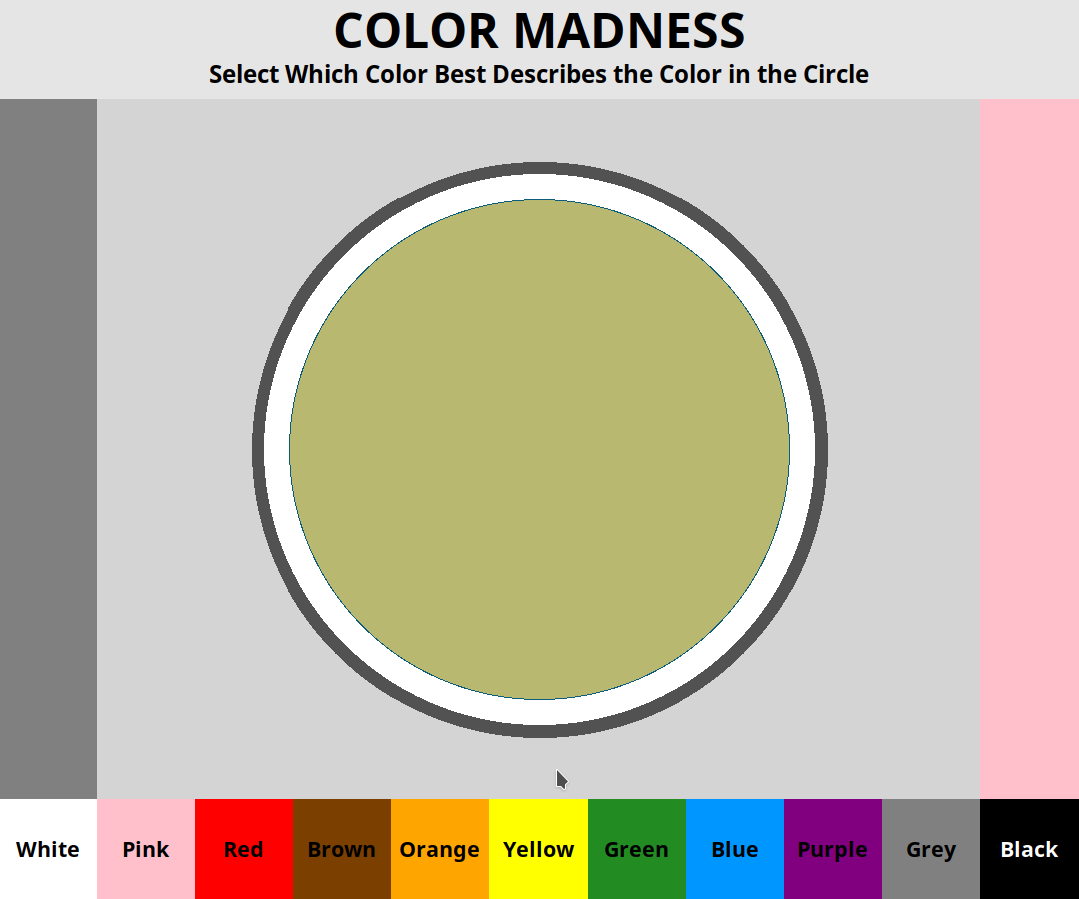 COLOR MADNESS
Select Which Color Best Describes the Color in the Circle
White Pink Red Brown Orange Yellow Green Blue Purple Grey Black